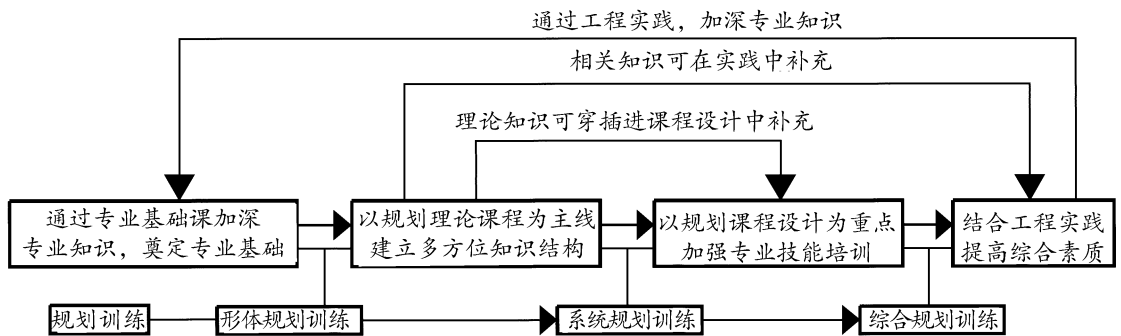 通过工程实践，加深专业知识
相关知识可在实践中补充
理论知识可穿插进课程设计中补充
通过专业基础课加深
专业知识，奠定专业基础
以规划理论课程为主线
建立多方位知识结构
以规划课程设计为重点
加强专业技能培训
结合工程实践
提高综合素质
规划训练
形体规划训练
系统规划训练
综合规划训练